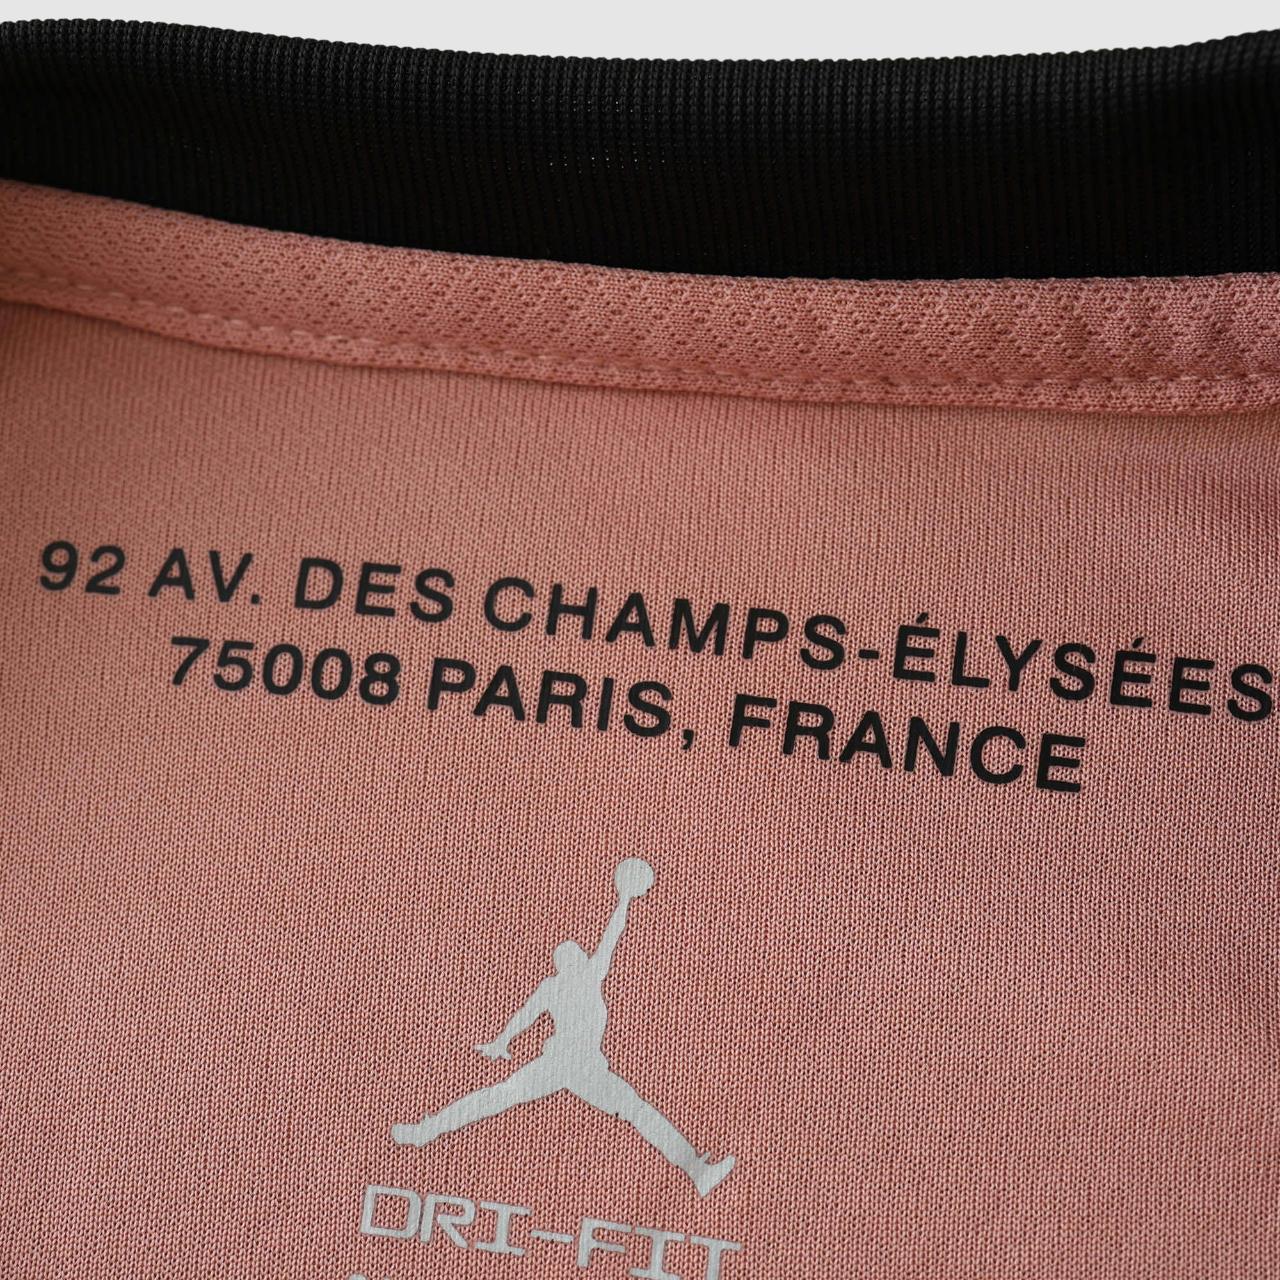 92 AV. DES CHAMPS-ÉLYSÉES
75008 PARIS, FRANCE
DRI-FIT